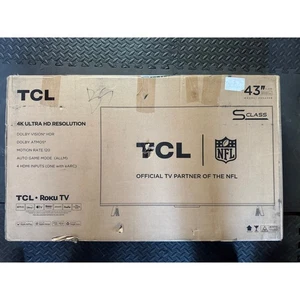 TCL
43"
S CLASS
4K ULTRA HD RESOLUTION
DOLBY VISION HDR
DOLBY ATMOS
MOTION RATE 120
AUTO GAME MODE (ALLM)
4 HDMI INPUTS (ONE with eARC)
TCL
NFL
OFFICIAL TV PARTNER OF THE NFL
TCL • Roku TV